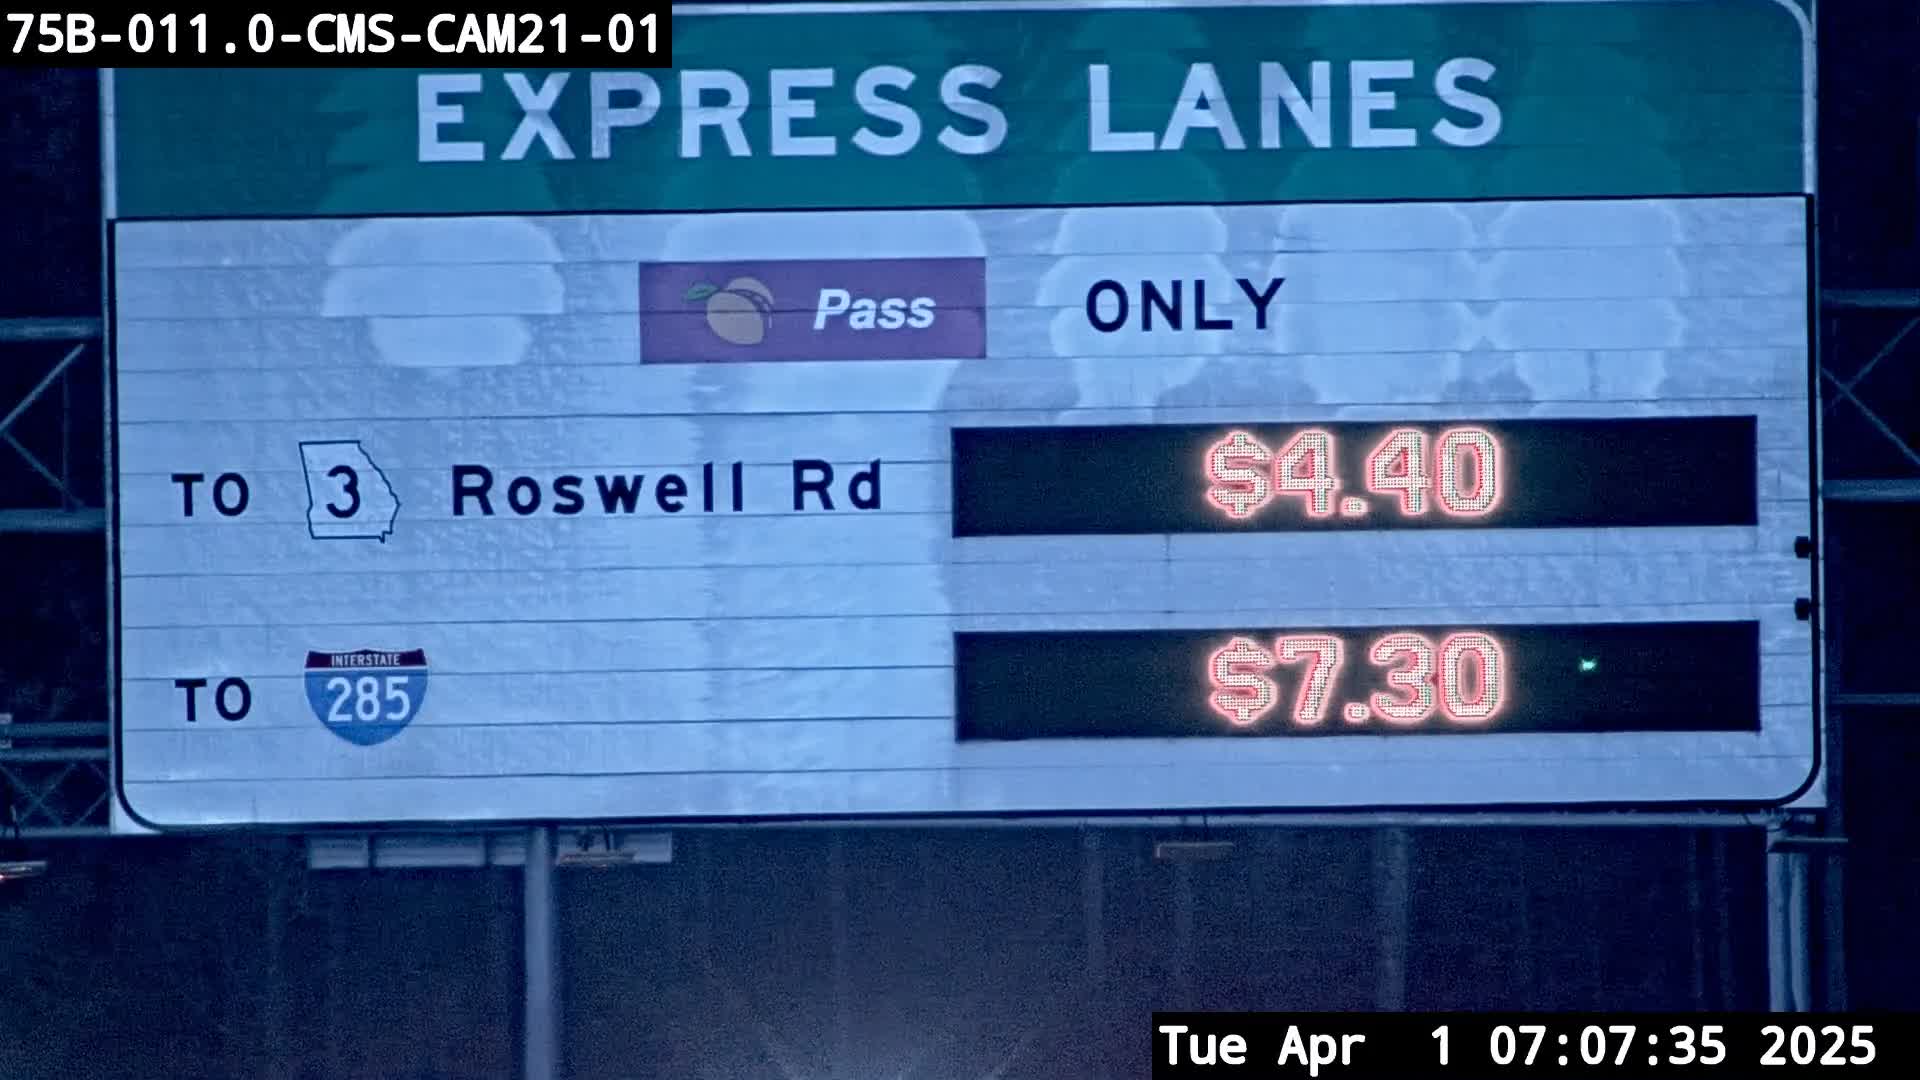 75B-011.0-CMS-CAM21-01
EXPRESS LANES
Pass ONLY
TO 3 Roswell Rd $4.40
INTERSTATE
TO 285 $7.30
Tue Apr 1 07:07:35 2025